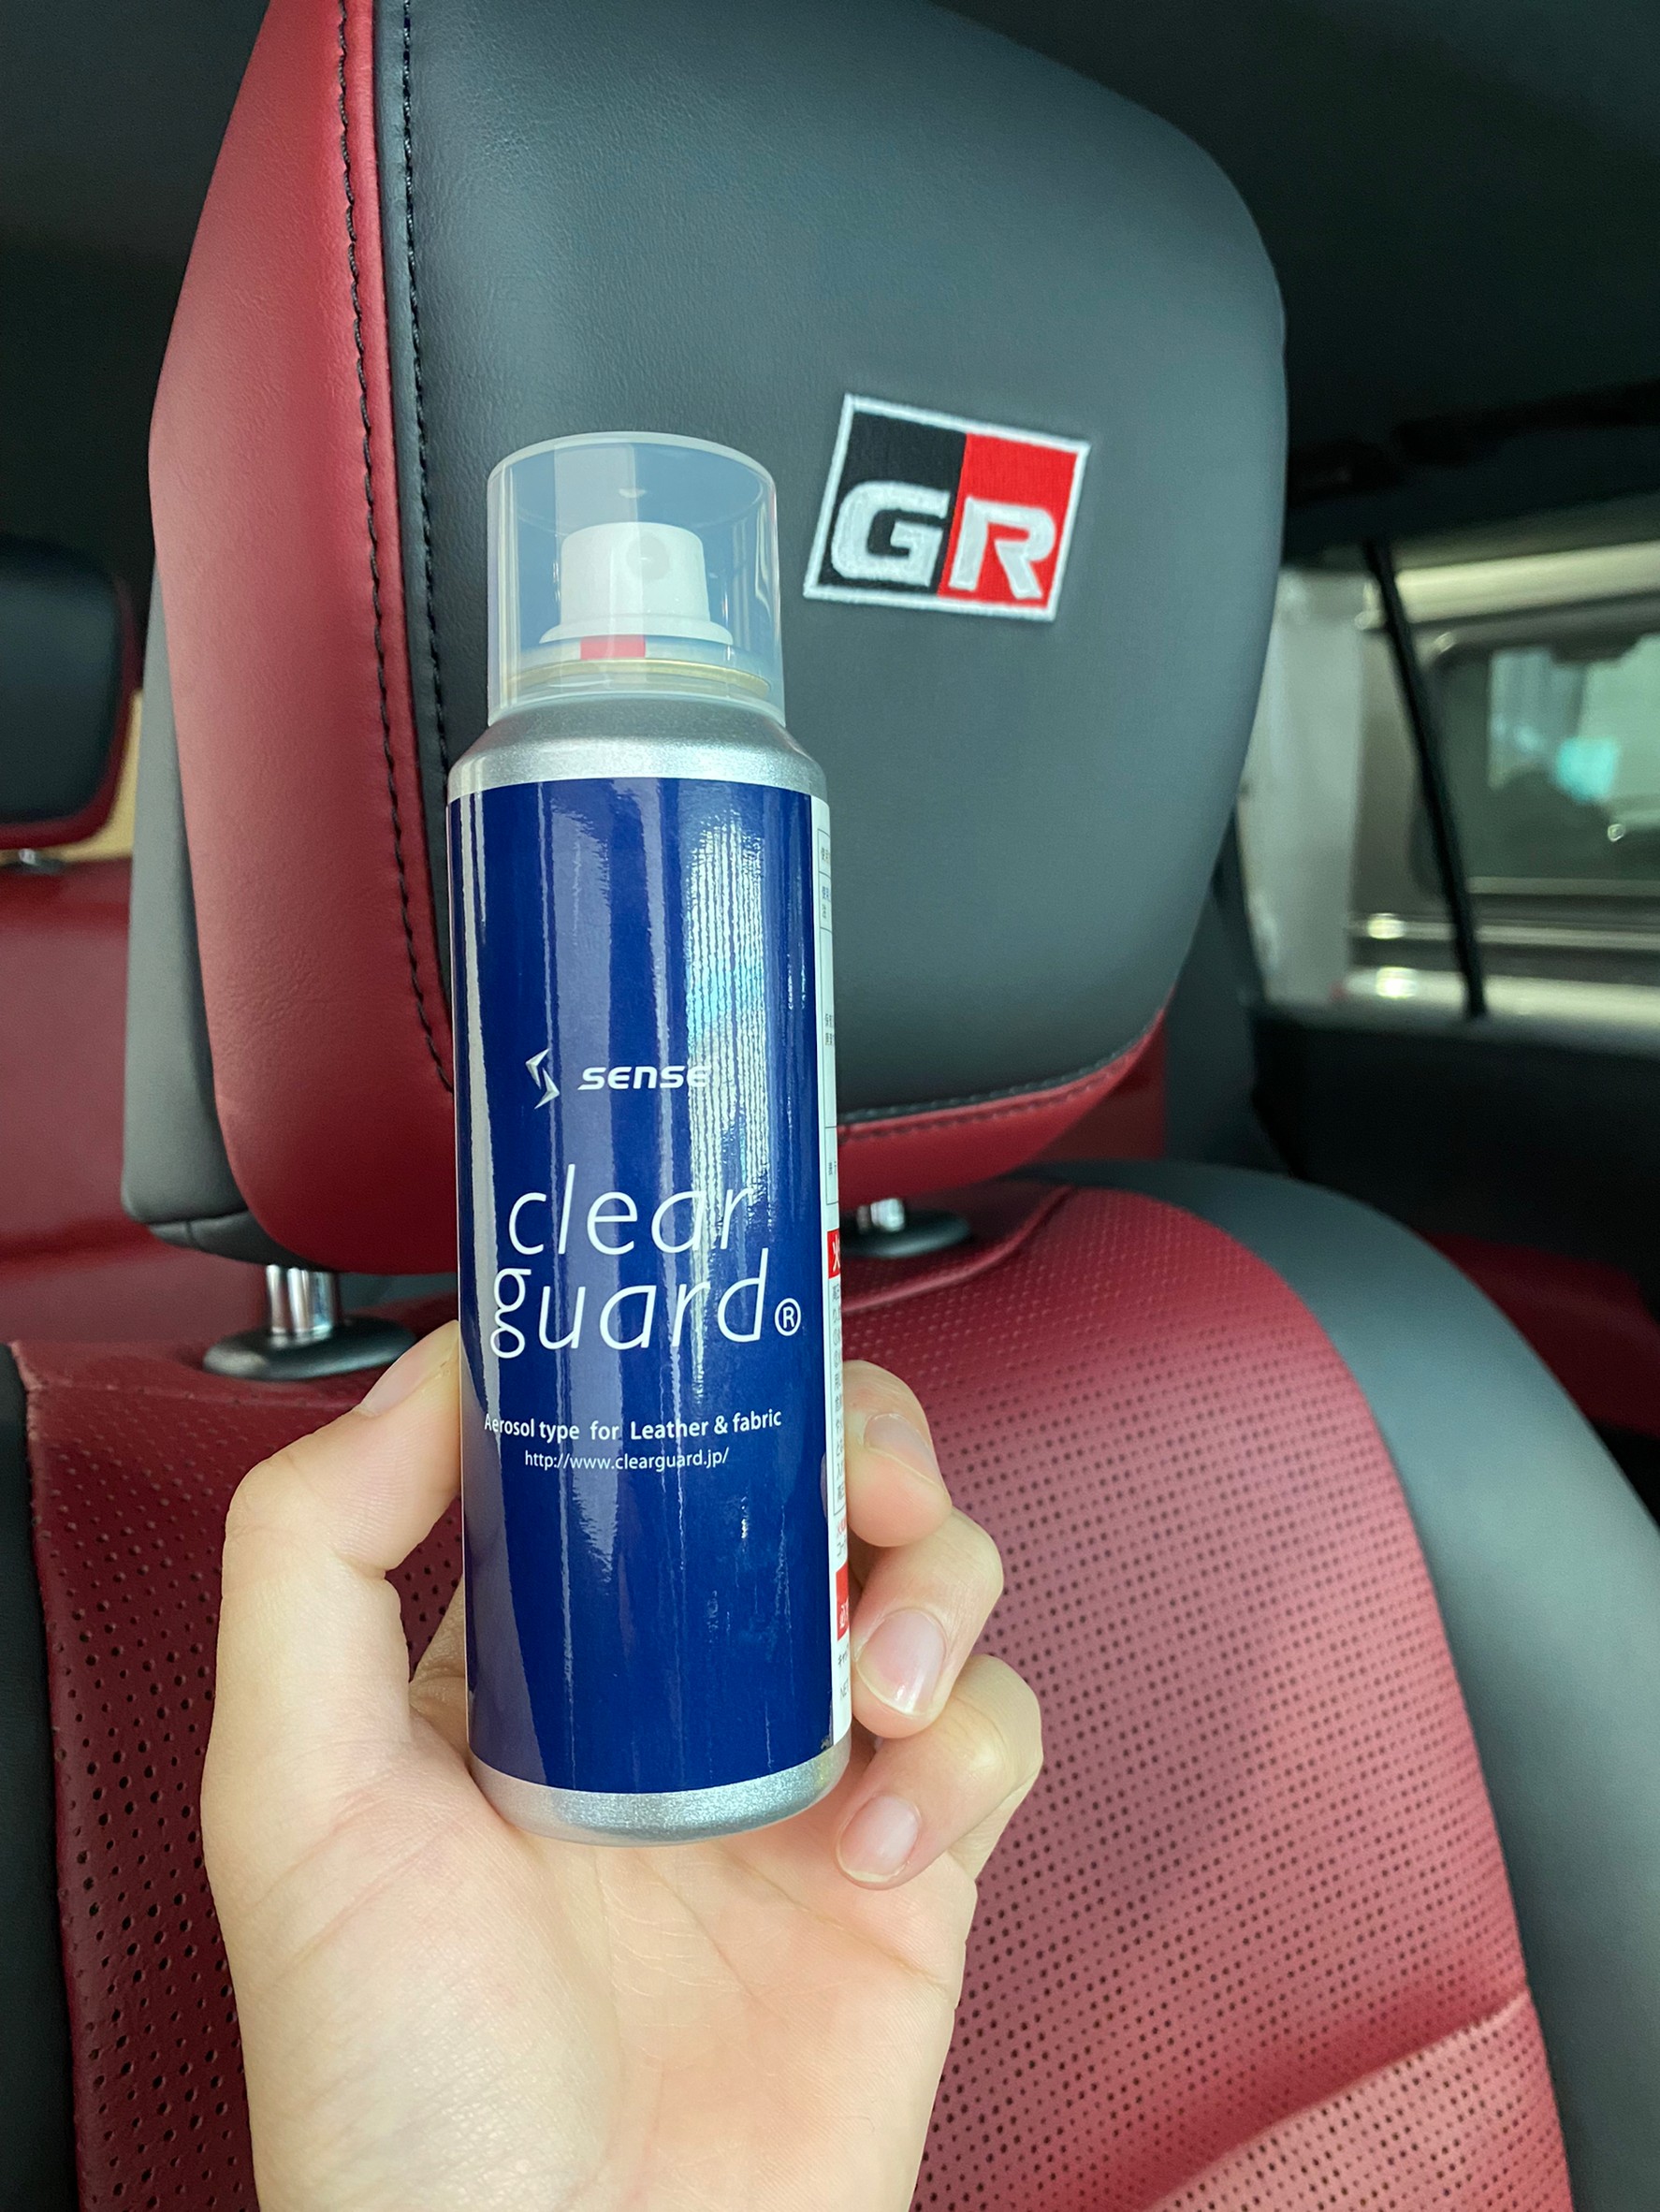 GR
SENSE
clear
guard®
Aerosol type for Leather & fabric
http://www.clearguard.jp/